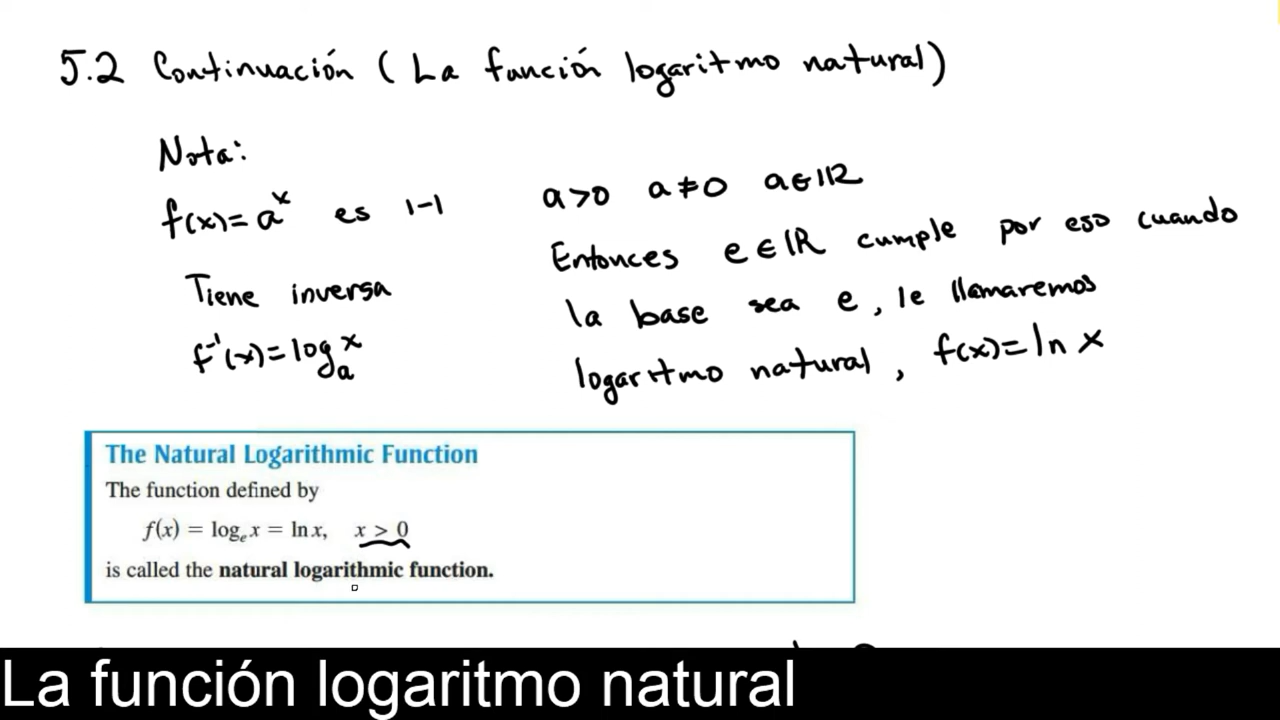 5.2 Continuación (La función logaritmo natural)
Nota:
f(x)=a^x es 1-1
Tiene inversa
f^-1(x)=log_a x
a>0 a≠0 a∈ℝ
Entonces e∈ℝ cumple por eso cuando
la base sea e, le llamaremos
logaritmo natural, f(x)=ln x
The Natural Logarithmic Function
The function defined by
f(x) = log_e x = ln x, x > 0
is called the natural logarithmic function.
La función logaritmo natural